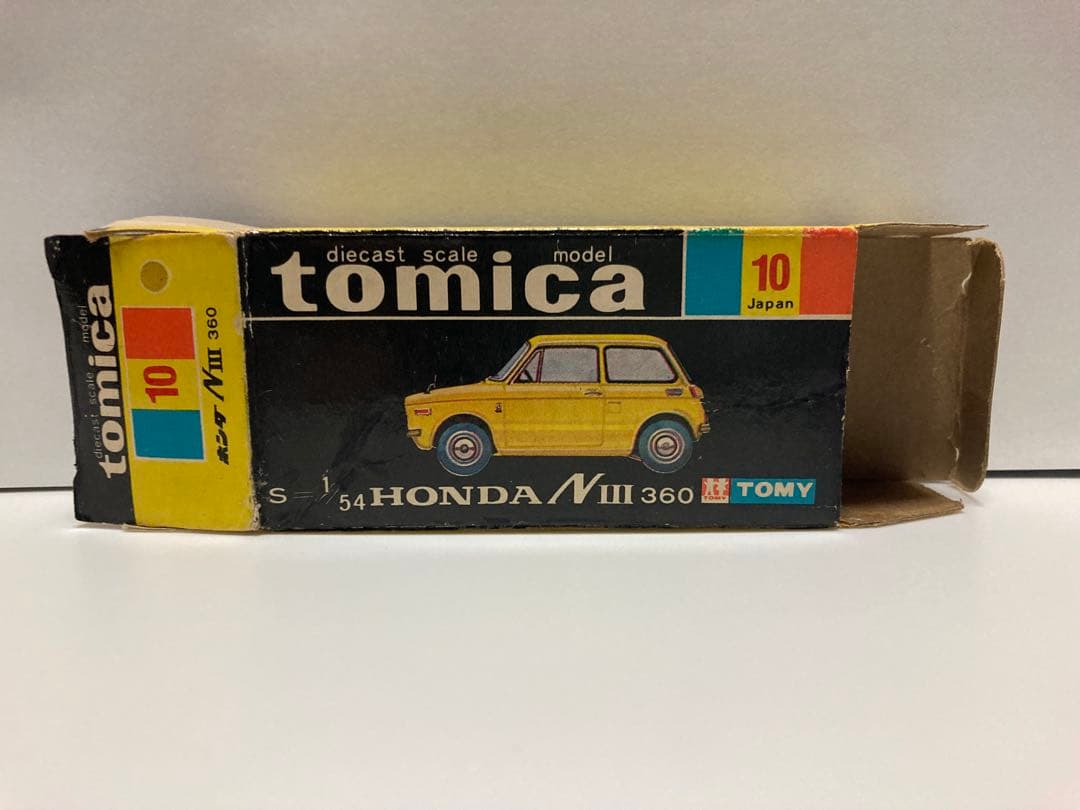 diecast scale model
tomica
10
Japan
S=1/54 HONDA NIII 360 TOMY TOMY
diecast scale model
tomica
10
ホンダ NIII 360